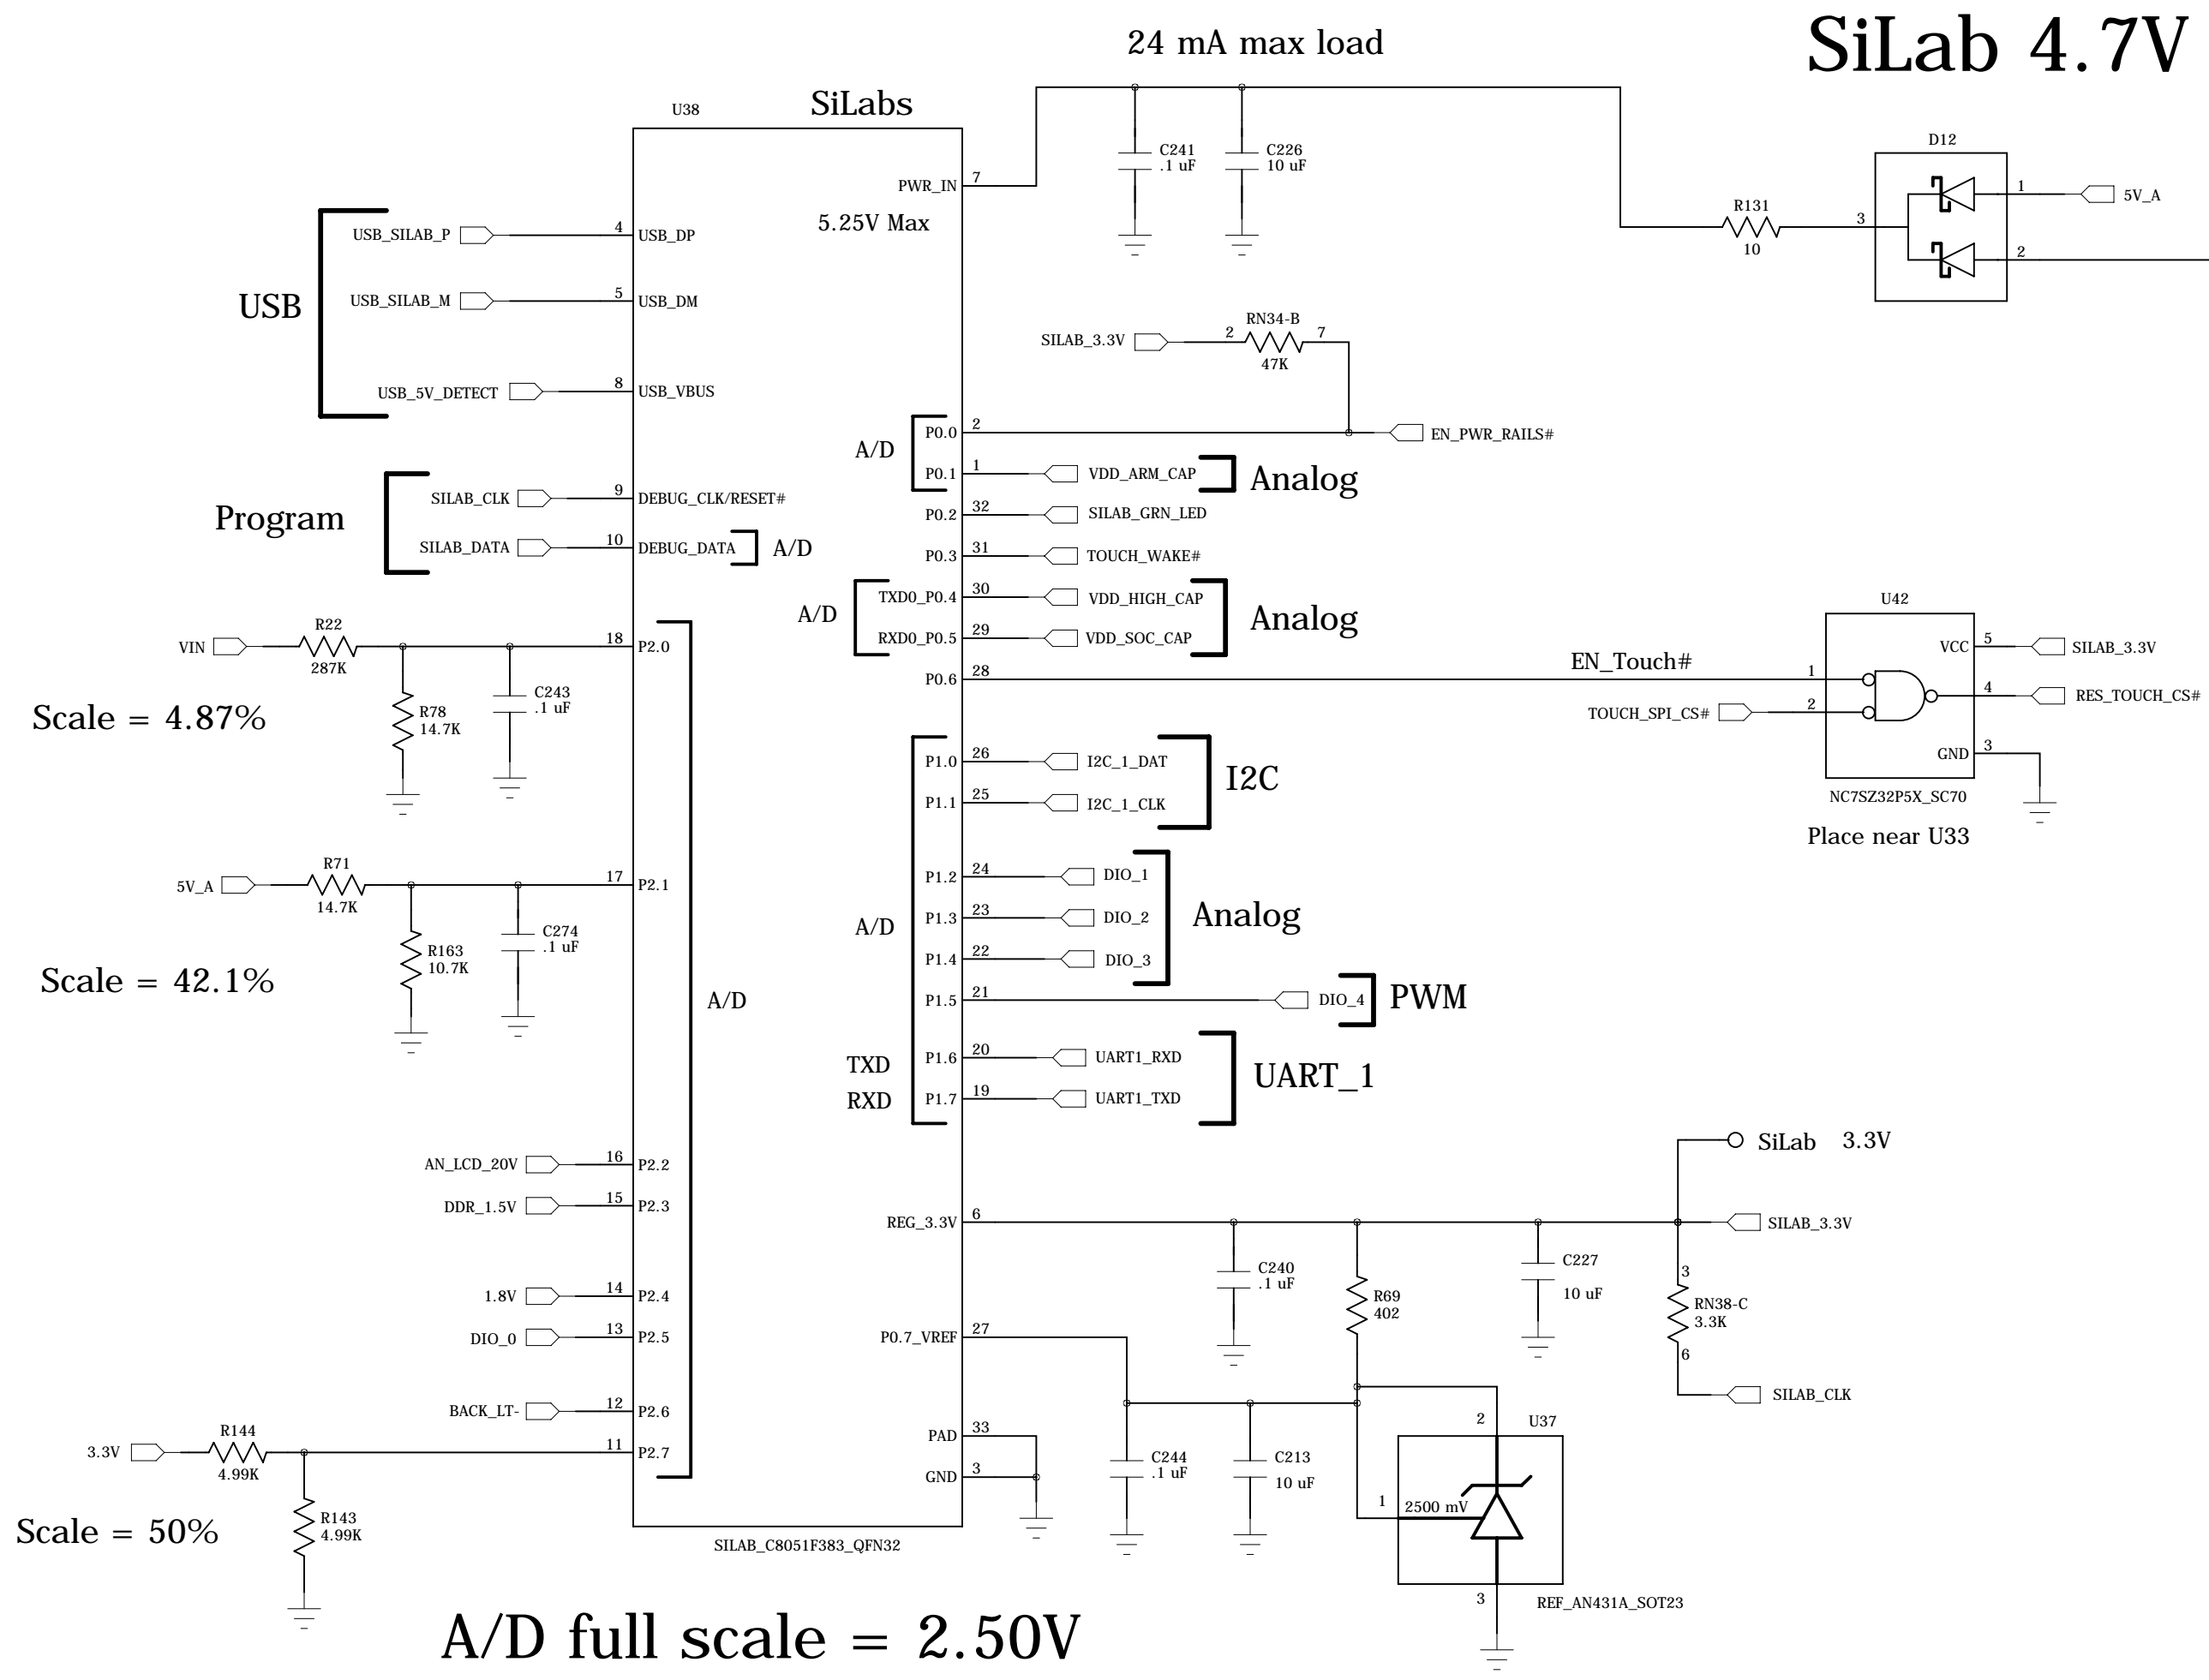 24 mA max load
SiLab 4.7V
U38
SiLabs
PWR_IN
7
5.25V Max
C241
.1 uF
C226
10 uF
R131
10
D12
3
1
2
5V_A
USB
USB_SILAB_P
4
USB_DP
USB_SILAB_M
5
USB_DM
USB_5V_DETECT
8
USB_VBUS
SILAB_3.3V
2
RN34-B
7
47K
A/D
P0.0
2
EN_PWR_RAILS#
P0.1
1
VDD_ARM_CAP
Analog
Program
SILAB_CLK
9
DEBUG_CLK/RESET#
SILAB_DATA
10
DEBUG_DATA
A/D
P0.2
32
SILAB_GRN_LED
P0.3
31
TOUCH_WAKE#
A/D
TXD0_P0.4
30
VDD_HIGH_CAP
RXD0_P0.5
29
VDD_SOC_CAP
Analog
P0.6
28
EN_Touch#
U42
VCC
5
SILAB_3.3V
1
TOUCH_SPI_CS#
2
4
RES_TOUCH_CS#
GND
3
NC7SZ32P5X_SC70
Place near U33
VIN
R22
287K
18
P2.0
R78
14.7K
C243
.1 uF
Scale = 4.87%
P1.0
26
I2C_1_DAT
P1.1
25
I2C_1_CLK
I2C
5V_A
R71
14.7K
17
P2.1
R163
10.7K
C274
.1 uF
Scale = 42.1%
A/D
A/D
P1.2
24
DIO_1
P1.3
23
DIO_2
P1.4
22
DIO_3
Analog
P1.5
21
DIO_4
PWM
TXD
P1.6
20
UART1_RXD
RXD
P1.7
19
UART1_TXD
UART_1
AN_LCD_20V
16
P2.2
DDR_1.5V
15
P2.3
1.8V
14
P2.4
DIO_0
13
P2.5
BACK_LT-
12
P2.6
3.3V
R144
4.99K
11
P2.7
R143
4.99K
Scale = 50%
SiLab 3.3V
REG_3.3V
6
SILAB_3.3V
C240
.1 uF
R69
402
C227
10 uF
3
RN38-C
3.3K
6
SILAB_CLK
P0.7_VREF
27
PAD
33
GND
3
C244
.1 uF
C213
10 uF
2
U37
1
2500 mV
3
REF_AN431A_SOT23
SILAB_C8051F383_QFN32
A/D full scale = 2.50V